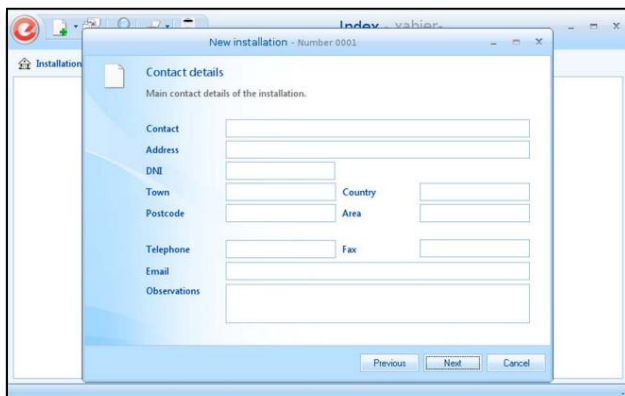 Index - xabier-
New installation - Number 0001
Installation
Contact details
Main contact details of the installation.
Contact
Address
DNI
Town Country
Postcode Area
Telephone Fax
Email
Observations
Previous Next Cancel